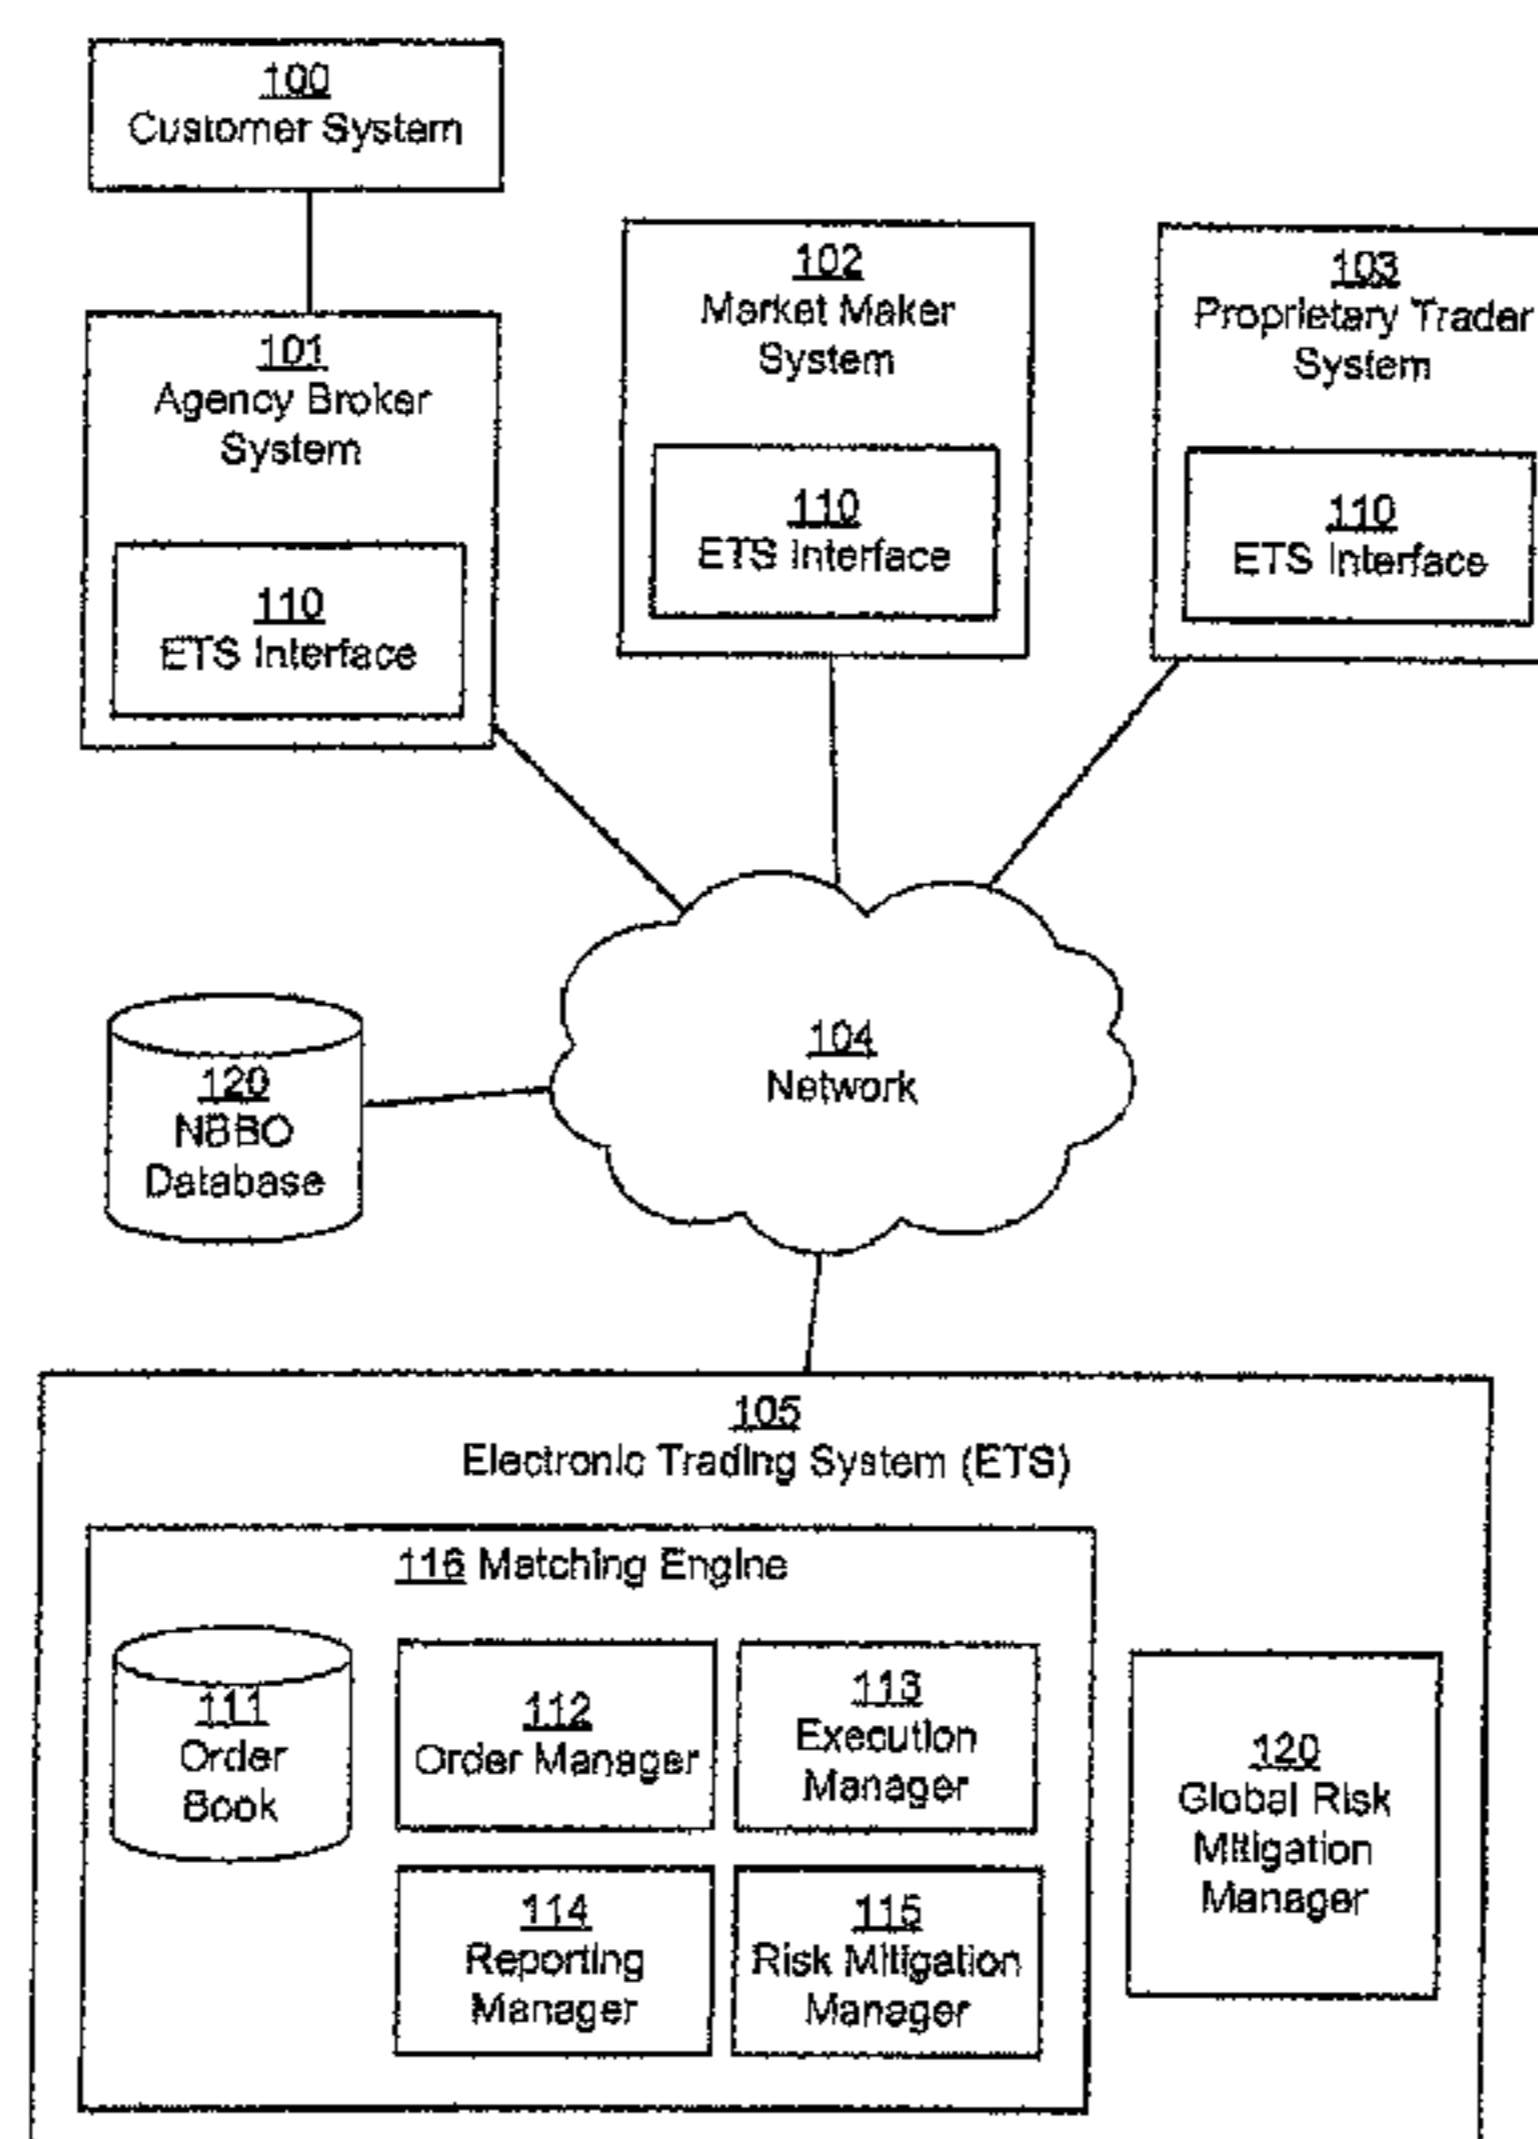 100
Customer System
101
Agency Broker
System
110
ETS Interface
102
Market Maker
System
110
ETS Interface
103
Proprietary Trader
System
110
ETS Interface
104
Network
120
NBBO
Database
105
Electronic Trading System (ETS)
116 Matching Engine
111
Order
Book
112
Order Manager
113
Execution
Manager
114
Reporting
Manager
115
Risk Mitigation
Manager
120
Global Risk
Mitigation
Manager